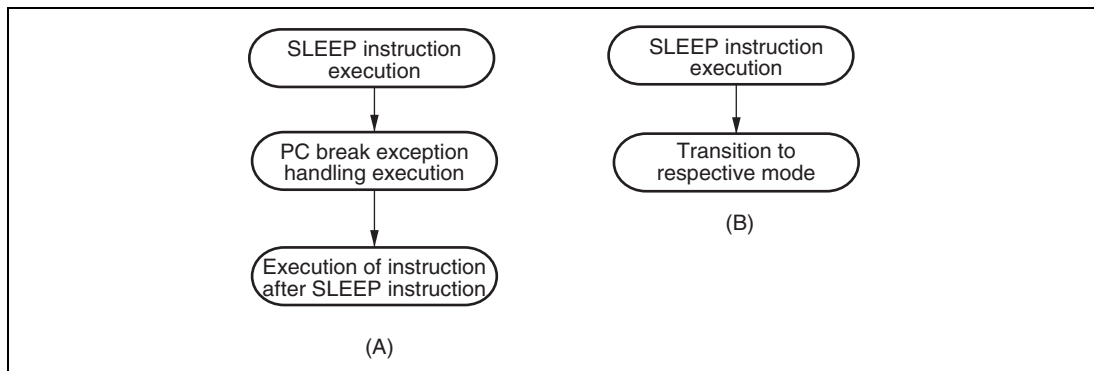 SLEEP instruction
execution
PC break exception
handling execution
Execution of instruction
after SLEEP instruction
(A)
SLEEP instruction
execution
Transition to
respective mode
(B)